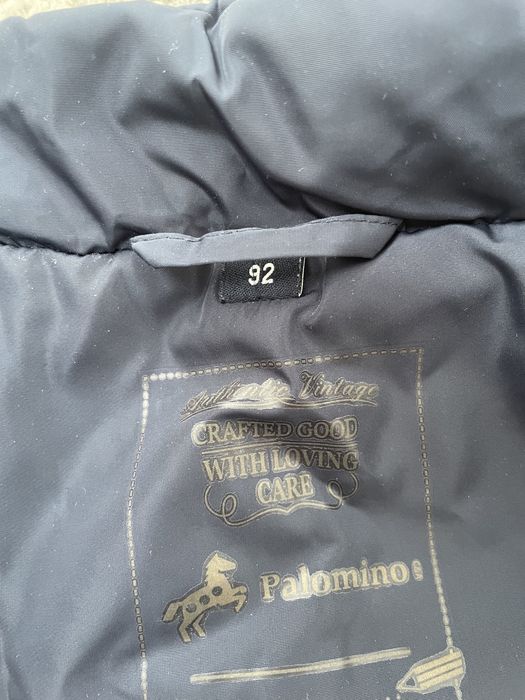 92
Authentic Vintage
CRAFTED GOOD
WITH LOVING
CARE
Palomino